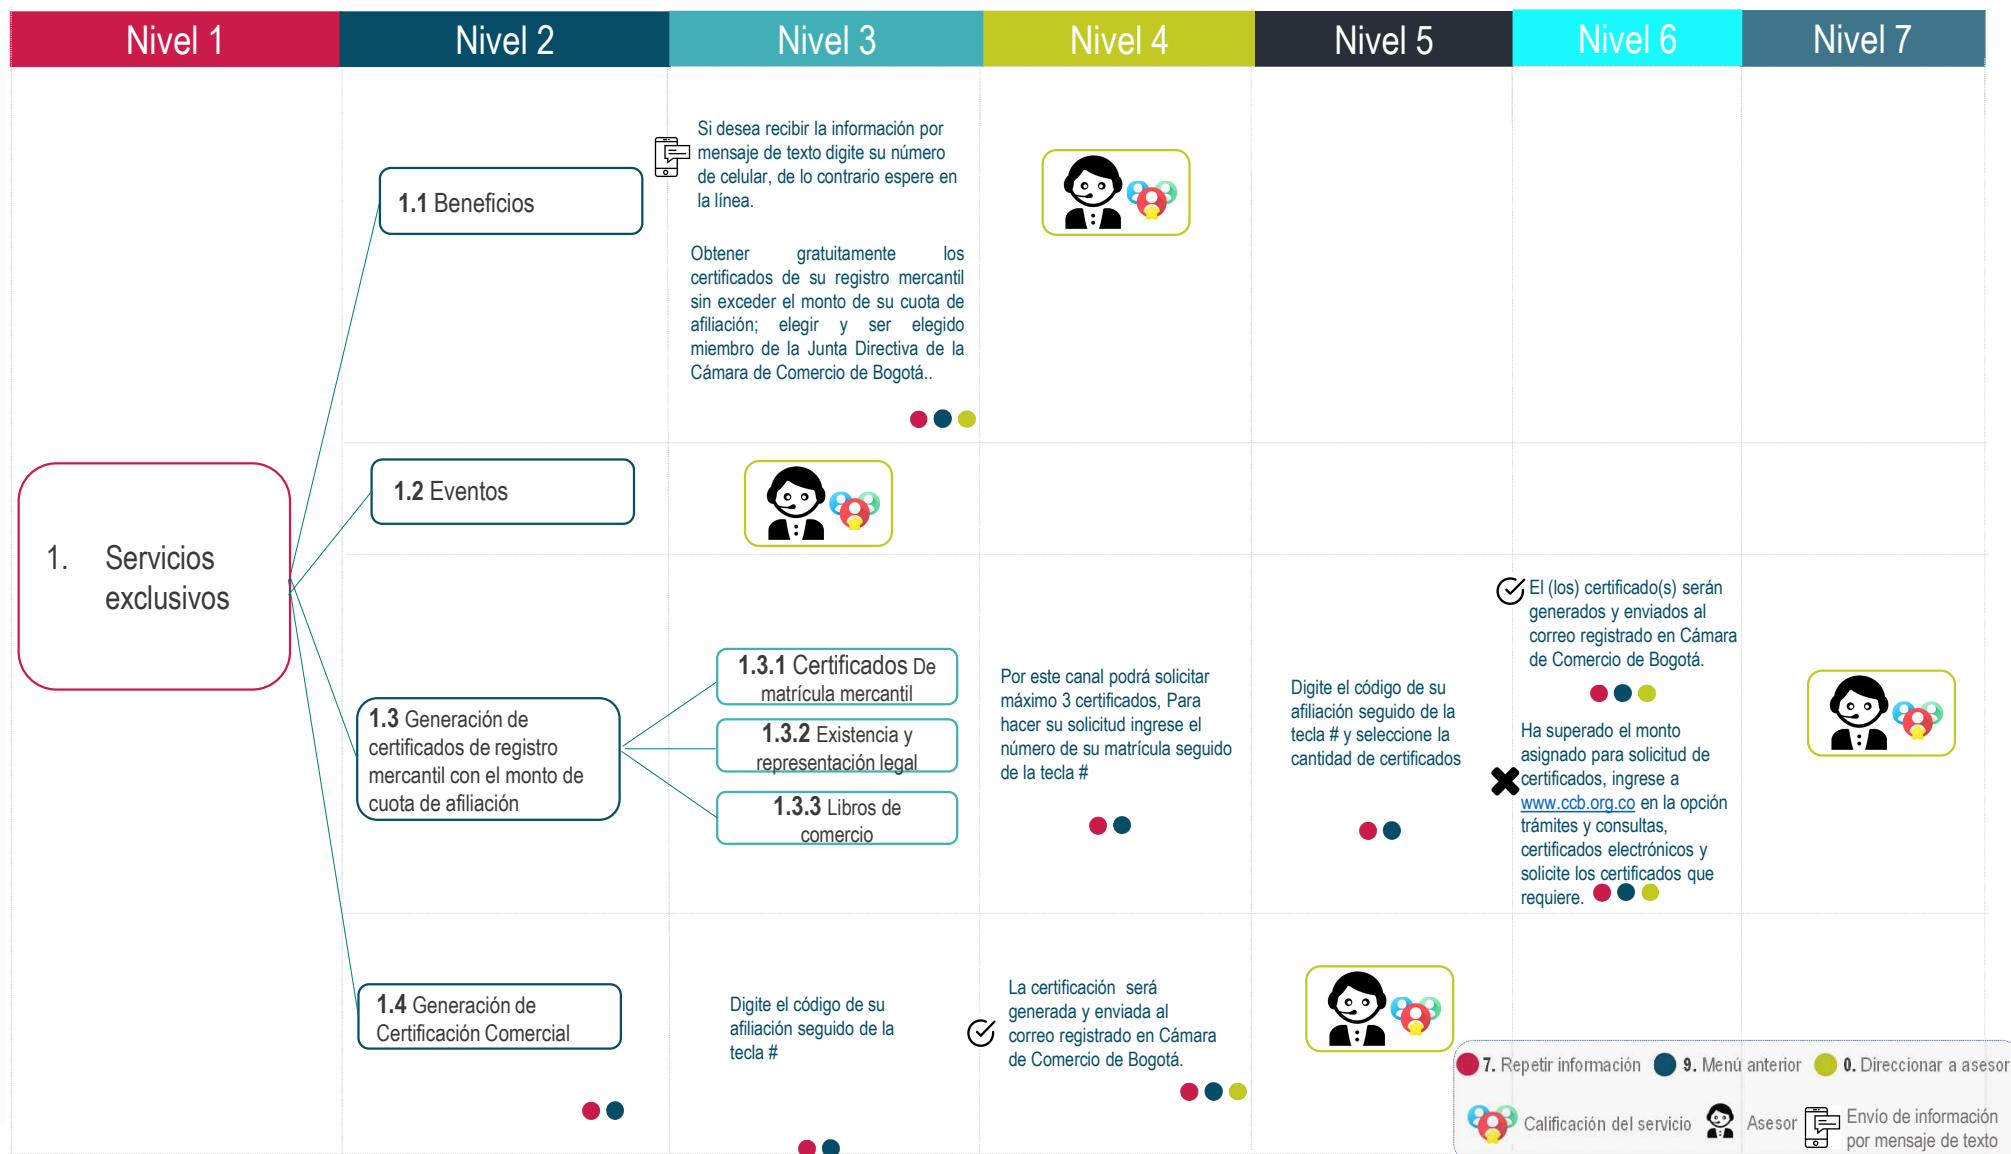 Nivel 1
Nivel 2
Nivel 3
Nivel 4
Nivel 5
Nivel 6
Nivel 7
1. Servicios
exclusivos
1.1 Beneficios
Si desea recibir la información por
mensaje de texto digite su número
de celular, de lo contrario espere en
la línea.
Obtener gratuitamente los
certificados de su registro mercantil
sin exceder el monto de su cuota de
afiliación; elegir y ser elegido
miembro de la Junta Directiva de la
Cámara de Comercio de Bogotá..
1.2 Eventos
1.3 Generación de
certificados de registro
mercantil con el monto de
cuota de afiliación
1.3.1 Certificados De
matrícula mercantil
1.3.2 Existencia y
representación legal
1.3.3 Libros de
comercio
Por este canal podrá solicitar
máximo 3 certificados, Para
hacer su solicitud ingrese el
número de su matrícula seguido
de la tecla #
Digite el código de su
afiliación seguido de la
tecla # y seleccione la
cantidad de certificados
El (los) certificado(s) serán
generados y enviados al
correo registrado en Cámara
de Comercio de Bogotá.
Ha superado el monto
asignado para solicitud de
certificados, ingrese a
www.ccb.org.co en la opción
trámites y consultas,
certificados electrónicos y
solicite los certificados que
requiere.
1.4 Generación de
Certificación Comercial
Digite el código de su
afiliación seguido de la
tecla #
La certificación será
generada y enviada al
correo registrado en Cámara
de Comercio de Bogotá.
7. Repetir información
9. Menú anterior
0. Direccionar a asesor
Calificación del servicio
Asesor
Envío de información
por mensaje de texto